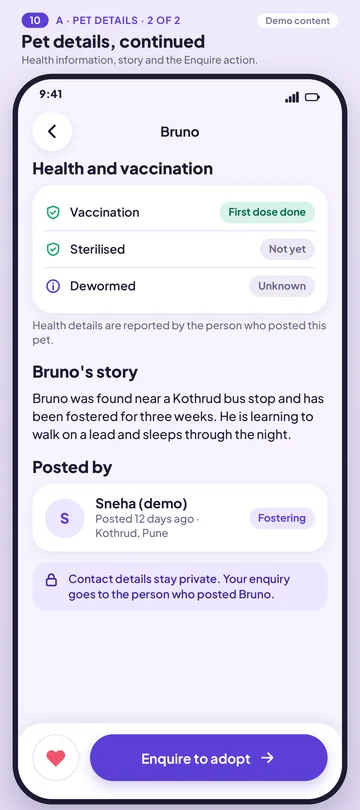 10 A · PET DETAILS · 2 OF 2
Demo content
Pet details, continued
Health information, story and the Enquire action.
9:41
Bruno
Health and vaccination
Vaccination First dose done
Sterilised Not yet
Dewormed Unknown
Health details are reported by the person who posted this
pet.
Bruno's story
Bruno was found near a Kothrud bus stop and has
been fostered for three weeks. He is learning to
walk on a lead and sleeps through the night.
Posted by
S
Sneha (demo)
Posted 12 days ago ·
Kothrud, Pune
Fostering
Contact details stay private. Your enquiry
goes to the person who posted Bruno.
Enquire to adopt →